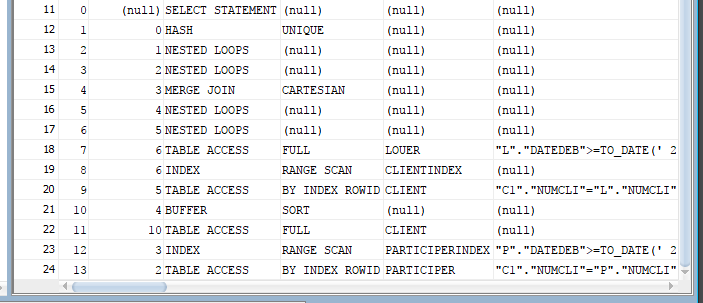 11 0 (null) SELECT STATEMENT (null) (null) (null)
12 1 0 HASH UNIQUE (null) (null)
13 2 1 NESTED LOOPS (null) (null) (null)
14 3 2 NESTED LOOPS (null) (null) (null)
15 4 3 MERGE JOIN CARTESIAN (null) (null)
16 5 4 NESTED LOOPS (null) (null) (null)
17 6 5 NESTED LOOPS (null) (null) (null)
18 7 6 TABLE ACCESS FULL LOUER "L"."DATEDEB">=TO_DATE(' 2
19 8 6 INDEX RANGE SCAN CLIENTINDEX (null)
20 9 5 TABLE ACCESS BY INDEX ROWID CLIENT "C1"."NUMCLI"="L"."NUMCLI"
21 10 4 BUFFER SORT (null) (null)
22 11 10 TABLE ACCESS FULL CLIENT (null)
23 12 3 INDEX RANGE SCAN PARTICIPERINDEX "P"."DATEDEB">=TO_DATE(' 2
24 13 2 TABLE ACCESS BY INDEX ROWID PARTICIPER "C1"."NUMCLI"="P"."NUMCLI"